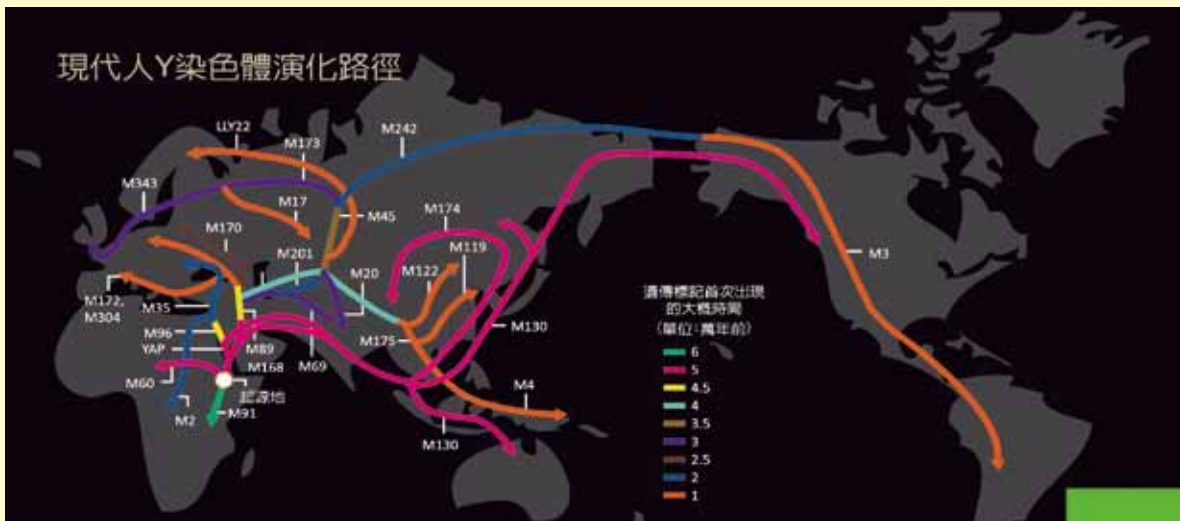 現代人Y染色體演化路徑
LLY22
M242
M173
M343
M17
M45
M174
M170
M119
M201
M122
M20
M172,
M304
M35
M3
M96
M130
YAP
M89
M175
M168
M69
M60
起源地
M4
M91
M2
M130
遺傳標記首次出現
的大概時間
(單位:萬年前)
6
5
4.5
4
3.5
3
2.5
2
1